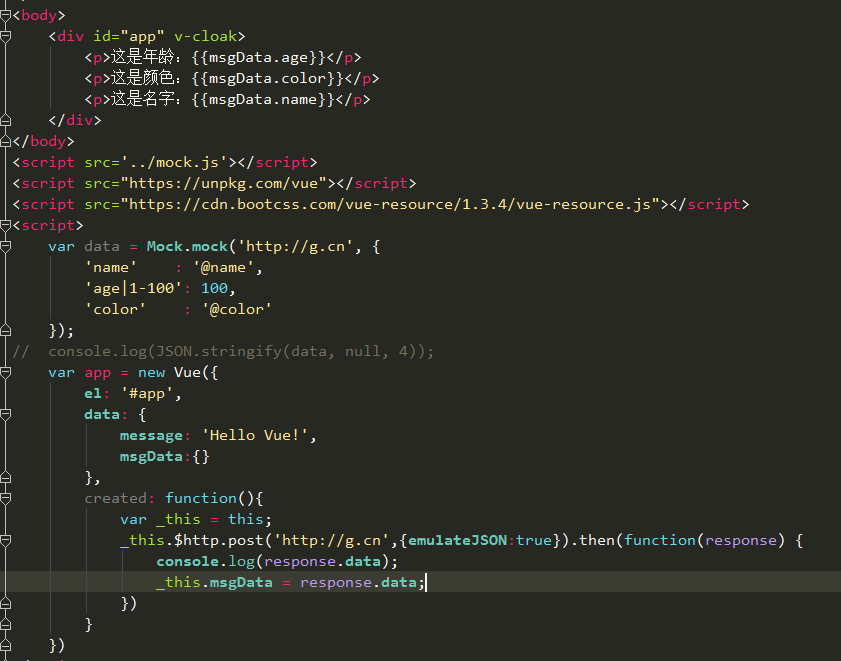 <body>
    <div id="app" v-cloak>
        <p>这是年龄：{{msgData.age}}</p>
        <p>这是颜色：{{msgData.color}}</p>
        <p>这是名字：{{msgData.name}}</p>
    </div>
</body>
<script src='../mock.js'></script>
<script src="https://unpkg.com/vue"></script>
<script src="https://cdn.bootcss.com/vue-resource/1.3.4/vue-resource.js"></script>
<script>
    var data = Mock.mock('http://g.cn', {
        'name'    : '@name',
        'age|1-100': 100,
        'color'    : '@color'
    });
//  console.log(JSON.stringify(data, null, 4));
    var app = new Vue({
        el: '#app',
        data: {
            message: 'Hello Vue!',
            msgData:{}
        },
        created: function(){
            var _this = this;
            _this.$http.post('http://g.cn',{emulateJSON:true}).then(function(response) {
                console.log(response.data);
                _this.msgData = response.data;
            })
        }
    })